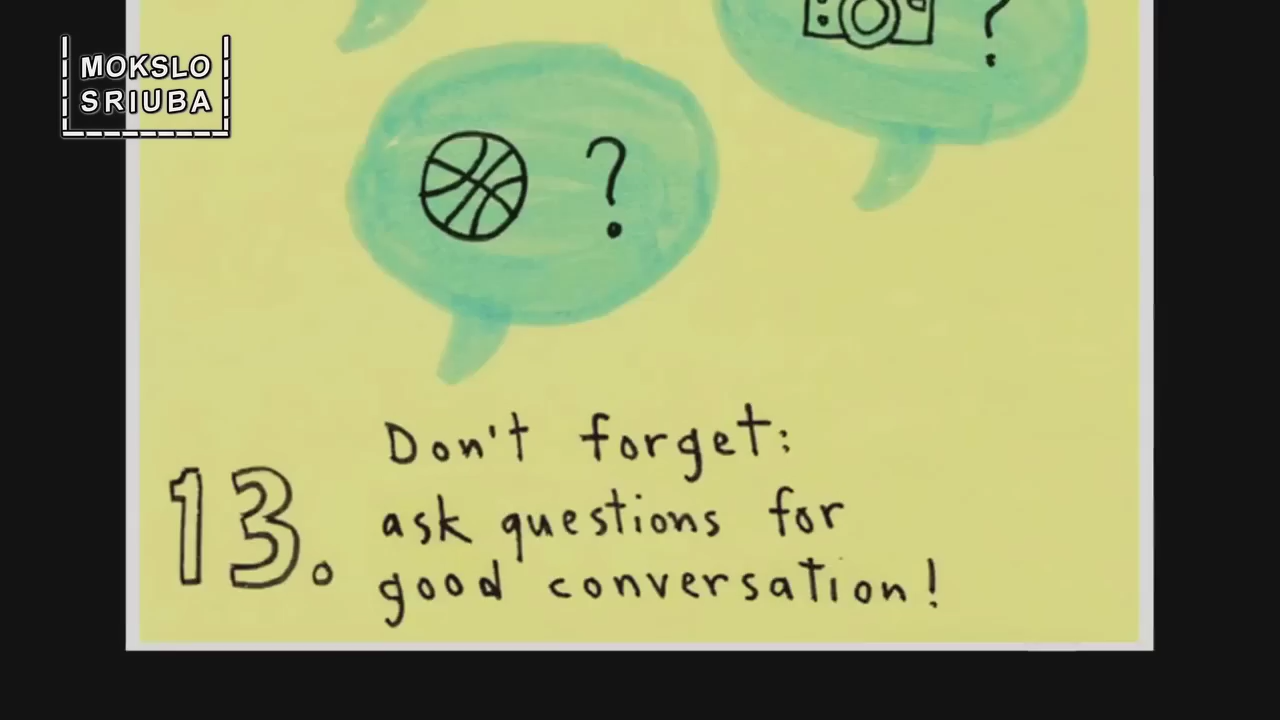 MOKSLO
SRIUBA
?
?
13.
Don't forget:
ask questions for
good conversation!